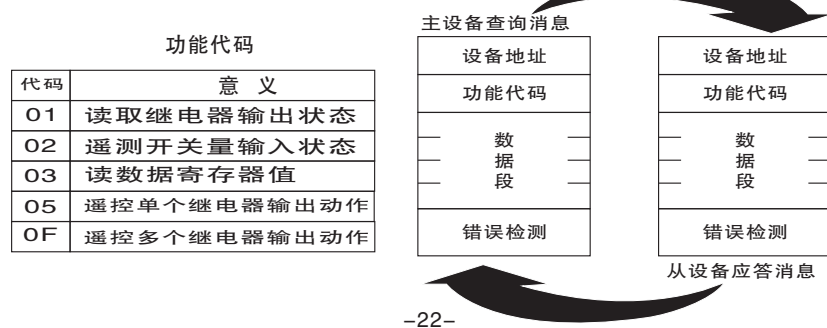 功能代码
代码 意 义
01 读取继电器输出状态
02 遥测开关量输入状态
03 读数据寄存器值
05 遥控单个继电器输出动作
0F 遥控多个继电器输出动作
主设备查询消息
设备地址
功能代码
数
据
段
错误检测
设备地址
功能代码
数
据
段
错误检测
从设备应答消息
–22–